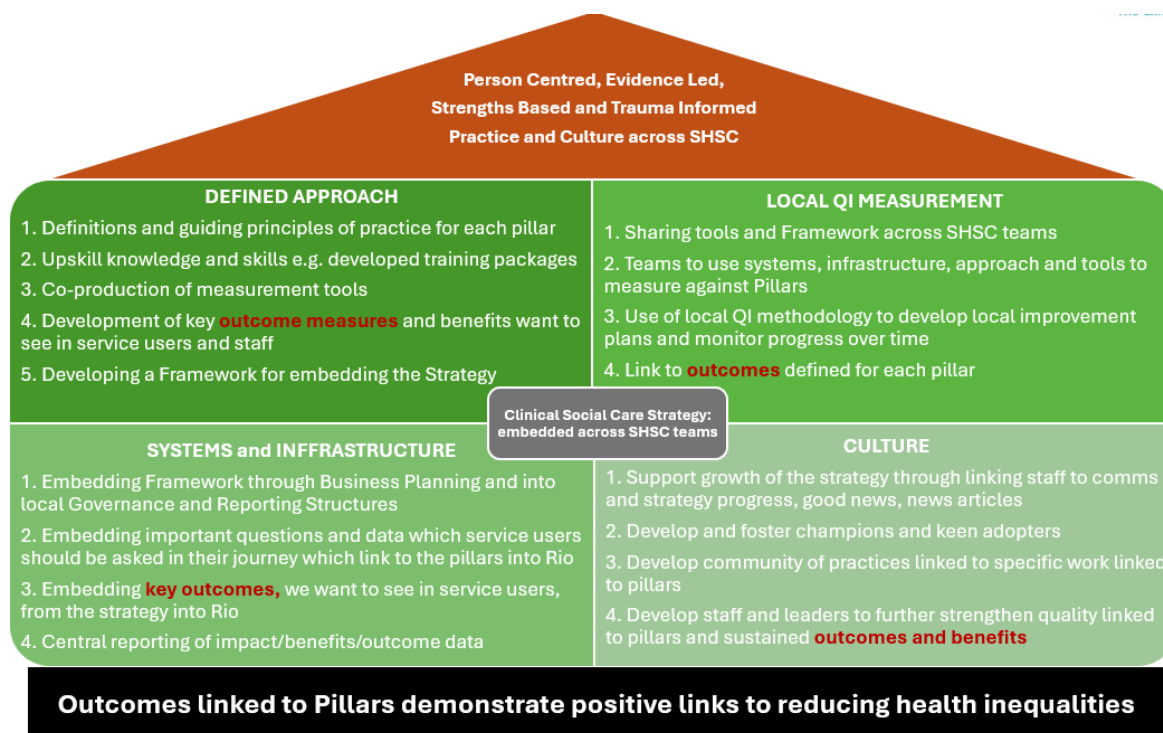 Person Centred, Evidence Led,
Strengths Based and Trauma Informed
Practice and Culture across SHSC
DEFINED APPROACH
1. Definitions and guiding principles of practice for each pillar
2. Upskill knowledge and skills e.g. developed training packages
3. Co-production of measurement tools
4. Development of key outcome measures and benefits want to
see in service users and staff
5. Developing a Framework for embedding the Strategy
LOCAL QI MEASUREMENT
1. Sharing tools and Framework across SHSC teams
2. Teams to use systems, infrastructure, approach and tools to
measure against Pillars
3. Use of local QI methodology to develop local improvement
plans and monitor progress over time
4. Link to outcomes defined for each pillar
Clinical Social Care Strategy:
embedded across SHSC teams
SYSTEMS and INFFRASTRUCTURE
1. Embedding Framework through Business Planning and into
local Governance and Reporting Structures
2. Embedding important questions and data which service users
should be asked in their journey which link to the pillars into Rio
3. Embedding key outcomes, we want to see in service users,
from the strategy into Rio
4. Central reporting of impact/benefits/outcome data
CULTURE
1. Support growth of the strategy through linking staff to comms
and strategy progress, good news, news articles
2. Develop and foster champions and keen adopters
3. Develop community of practices linked to specific work linked
to pillars
4. Develop staff and leaders to further strengthen quality linked
to pillars and sustained outcomes and benefits
Outcomes linked to Pillars demonstrate positive links to reducing health inequalities